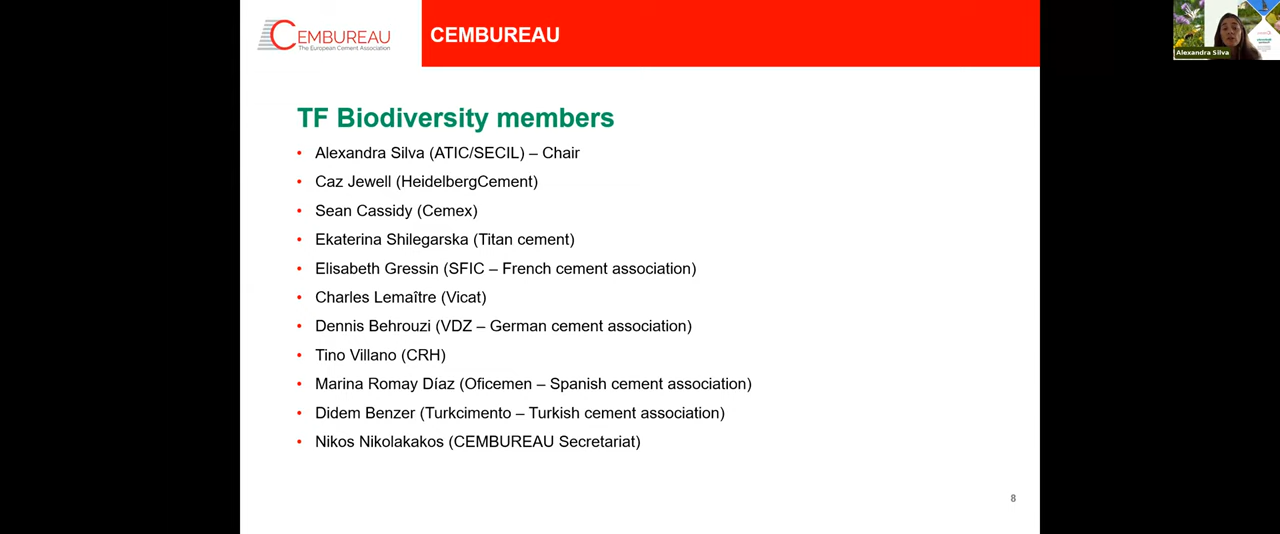 CEMBUREAU
The European Cement Association
CEMBUREAU
Alexandra Silva
TF Biodiversity members
• Alexandra Silva (ATIC/SECIL) – Chair
• Caz Jewell (HeidelbergCement)
• Sean Cassidy (Cemex)
• Ekaterina Shilegarska (Titan cement)
• Elisabeth Gressin (SFIC – French cement association)
• Charles Lemaître (Vicat)
• Dennis Behrouzi (VDZ – German cement association)
• Tino Villano (CRH)
• Marina Romay Díaz (Oficemen – Spanish cement association)
• Didem Benzer (Turkcimento – Turkish cement association)
• Nikos Nikolakakos (CEMBUREAU Secretariat)
8